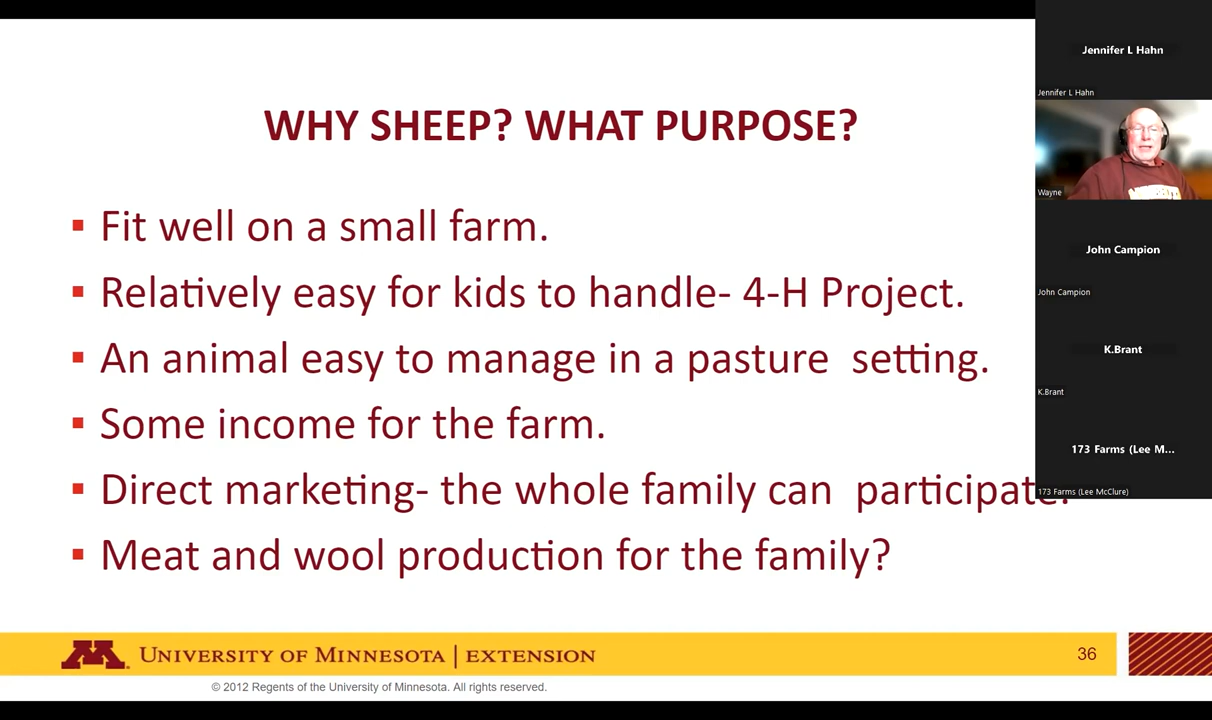 WHY SHEEP? WHAT PURPOSE?
▪ Fit well on a small farm.
▪ Relatively easy for kids to handle- 4-H Project.
▪ An animal easy to manage in a pasture  setting.
▪ Some income for the farm.
▪ Direct marketing- the whole family can  participate.
▪ Meat and wool production for the family?
M
UNIVERSITY OF MINNESOTA | EXTENSION
36
© 2012 Regents of the University of Minnesota. All rights reserved.
Jennifer L Hahn
Jennifer L Hahn
Wayne
John Campion
John Campion
K.Brant
K.Brant
173 Farms (Lee M...
173 Farms (Lee McClure)